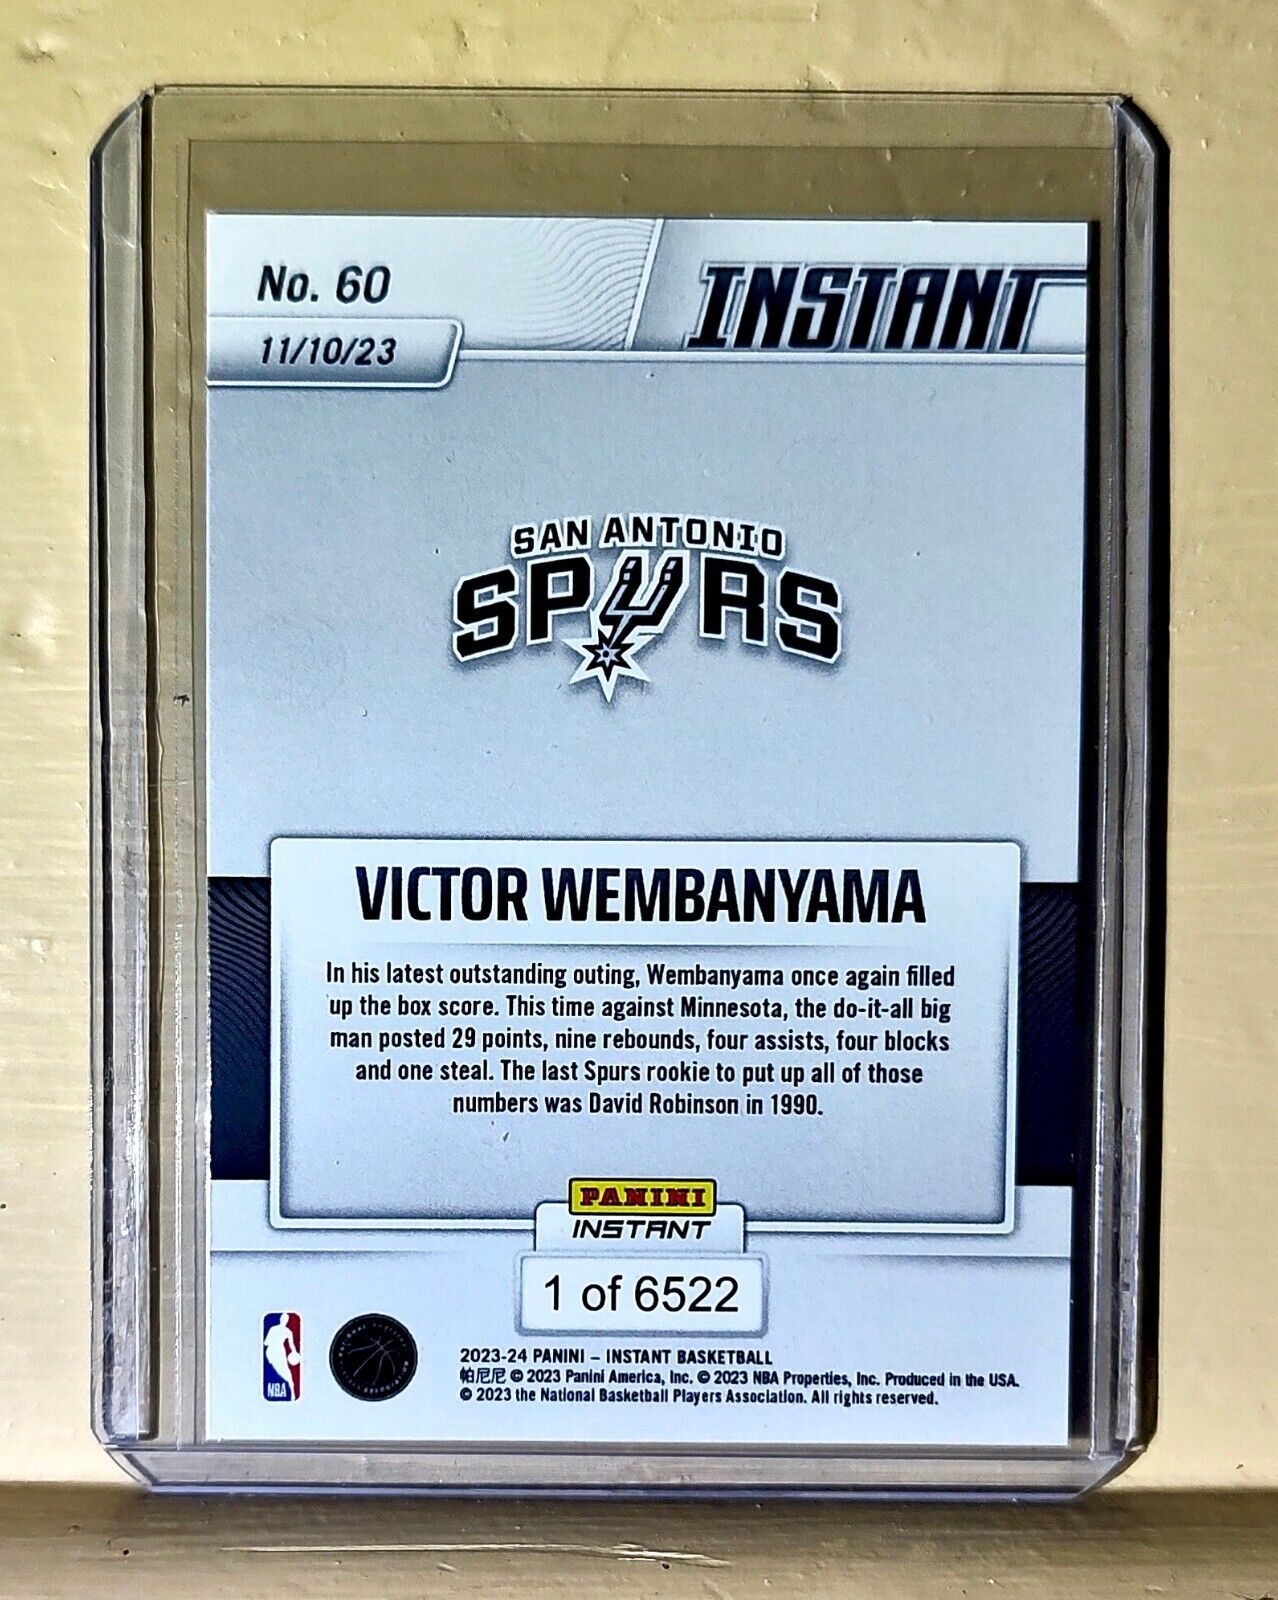 No. 60
INSTANT
11/10/23
SAN ANTONIO
SPURS
VICTOR WEMBANYAMA
In his latest outstanding outing, Wembanyama once again filled
up the box score. This time against Minnesota, the do-it-all big
man posted 29 points, nine rebounds, four assists, four blocks
and one steal. The last Spurs rookie to put up all of those
numbers was David Robinson in 1990.
PANINI
INSTANT
1 of 6522
NBA
2023-24 PANINI – INSTANT BASKETBALL
帕尼尼 © 2023 Panini America, Inc. © 2023 NBA Properties, Inc. Produced in the USA.
© 2023 the National Basketball Players Association. All rights reserved.